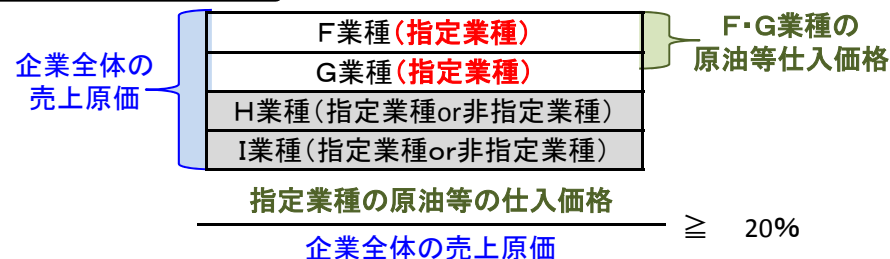 F業種(指定業種)
G業種(指定業種)
H業種(指定業種or非指定業種)
I業種(指定業種or非指定業種)
企業全体の
売上原価
F・G業種の
原油等仕入価格
指定業種の原油等の仕入価格
企業全体の売上原価
≧ 20%